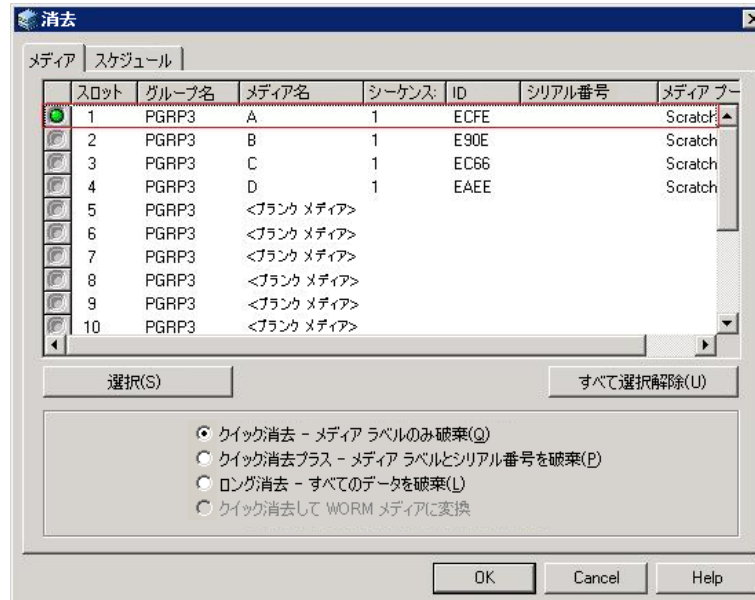 消去
メディア スケジュール
スロット グループ名 メディア名 シーケンス: ID シリアル番号 メディア プー
1 PGRP3 A 1 ECFE Scratch
2 PGRP3 B 1 E90E Scratch
3 PGRP3 C 1 EC66 Scratch
4 PGRP3 D 1 EAEE Scratch
5 PGRP3 <ブランク メディア>
6 PGRP3 <ブランク メディア>
7 PGRP3 <ブランク メディア>
8 PGRP3 <ブランク メディア>
9 PGRP3 <ブランク メディア>
10 PGRP3 <ブランク メディア>
選択(S) すべて選択解除(U)
クイック消去 - メディア ラベルのみ破棄(Q)
クイック消去プラス - メディア ラベルとシリアル番号を破棄(P)
ロング消去 - すべてのデータを破棄(L)
クイック消去して WORM メディアに変換
OK Cancel Help